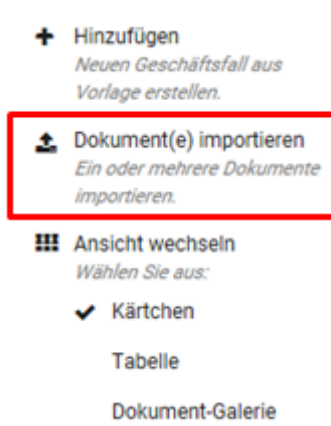 Hinzufügen
Neuen Geschäftsfall aus
Vorlage erstellen.
Dokument(e) importieren
Ein oder mehrere Dokumente
importieren.
Ansicht wechseln
Wählen Sie aus:
Kärtchen
Tabelle
Dokument-Galerie